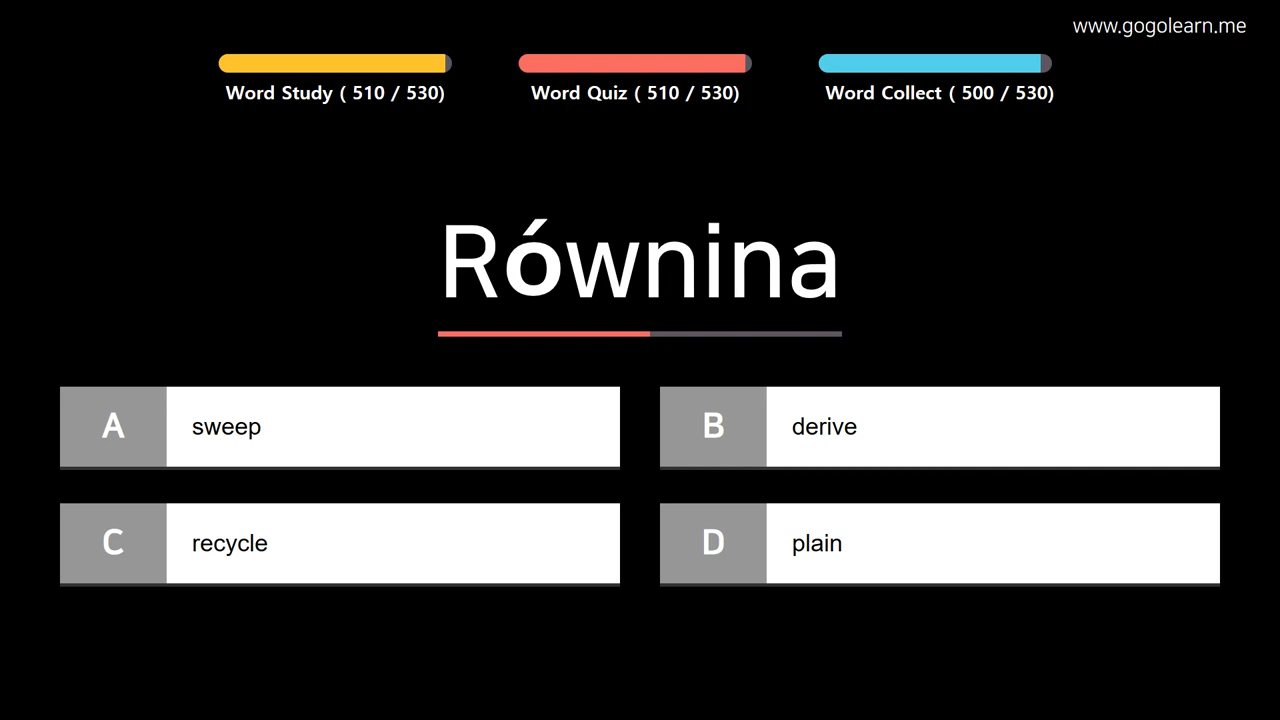 www.gogolearn.me
Word Study ( 510 / 530)
Word Quiz ( 510 / 530)
Word Collect ( 500 / 530)
Równina
A sweep
B derive
C recycle
D plain